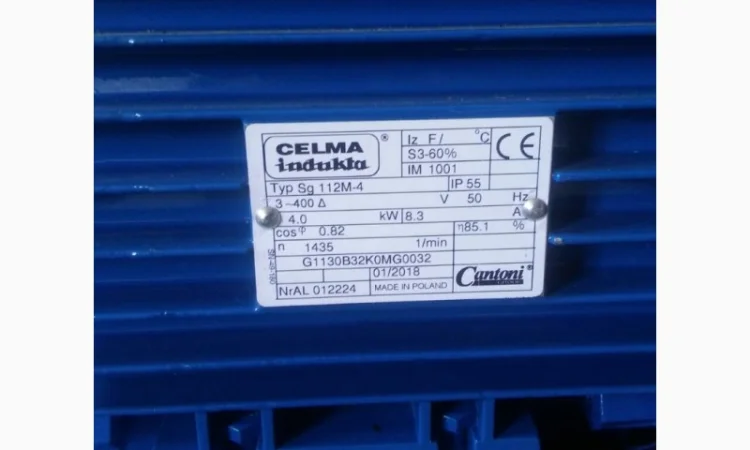 CELMA ®
indukta
Iz F/ °C
S3-60%
IM 1001
CE
Typ Sg 112M-4 IP 55
3~400 Δ V 50 Hz
4.0 kW 8.3 A
cosφ 0.82 η85.1 %
n 1435 1/min
G1130B32K0MG0032
01/2018
NrAL 012224 MADE IN POLAND
Cantoni ®